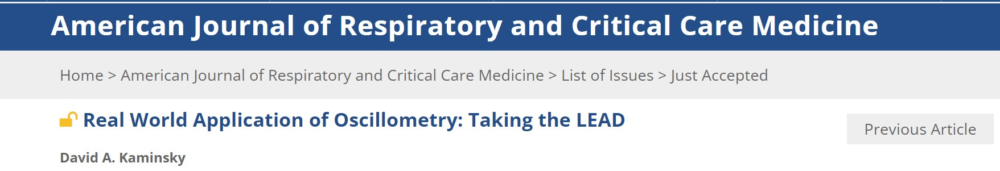 American Journal of Respiratory and Critical Care Medicine
Home > American Journal of Respiratory and Critical Care Medicine > List of Issues > Just Accepted
Real World Application of Oscillometry: Taking the LEAD
Previous Article
David A. Kaminsky